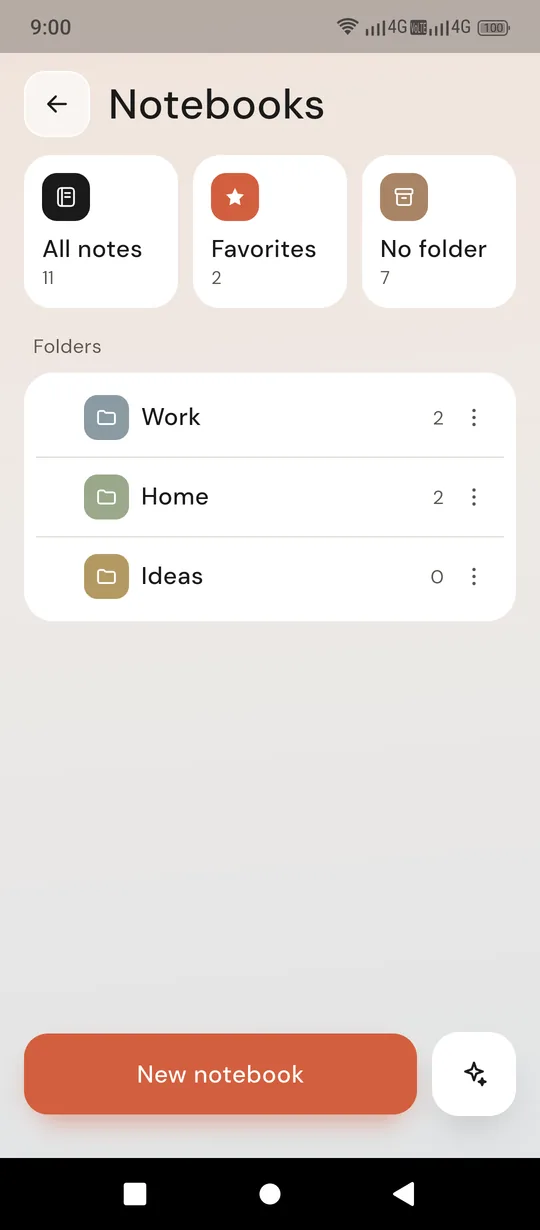 9:00
4G
4G
100
Notebooks
All notes
11
Favorites
2
No folder
7
Folders
Work
2
Home
2
Ideas
0
New notebook